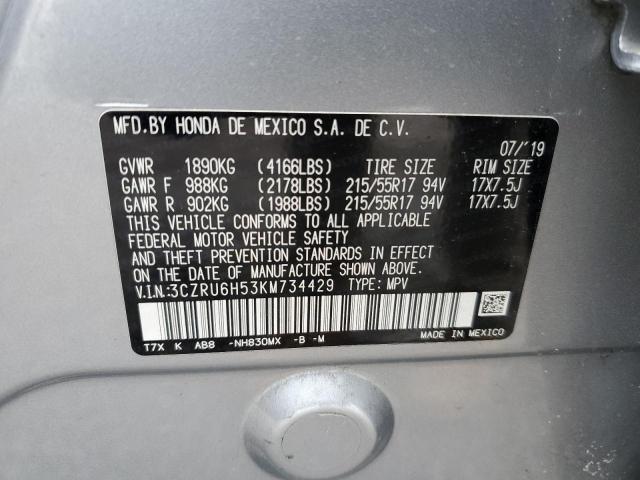 MFD.BY HONDA DE MEXICO S.A. DE C.V.
07/'19
GVWR 1890KG (4166LBS) TIRE SIZE RIM SIZE
GAWR F 988KG (2178LBS) 215/55R17 94V 17X7.5J
GAWR R 902KG (1988LBS) 215/55R17 94V 17X7.5J
THIS VEHICLE CONFORMS TO ALL APPLICABLE
FEDERAL MOTOR VEHICLE SAFETY
AND THEFT PREVENTION STANDARDS IN EFFECT
ON THE DATE OF MANUFACTURE SHOWN ABOVE.
V.I.N:3CZRU6H53KM734429 TYPE: MPV
T7X K AB8 -NH830MX -B -M
MADE IN MEXICO